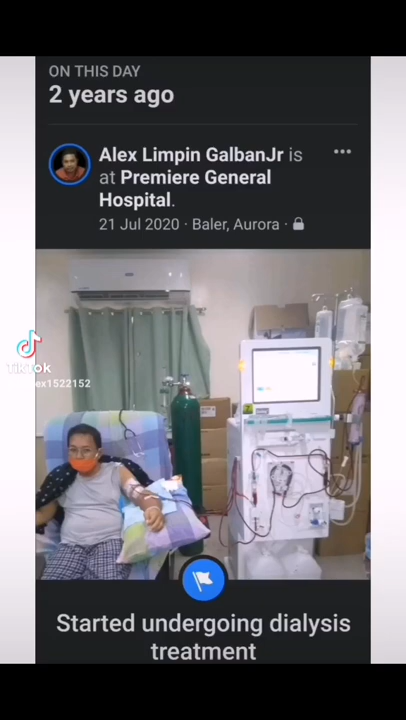 ON THIS DAY
2 years ago
Alex Limpin GalbanJr is
at Premiere General
Hospital.
21 Jul 2020 · Baler, Aurora ·
TikTok
ex1522152
Started undergoing dialysis
treatment